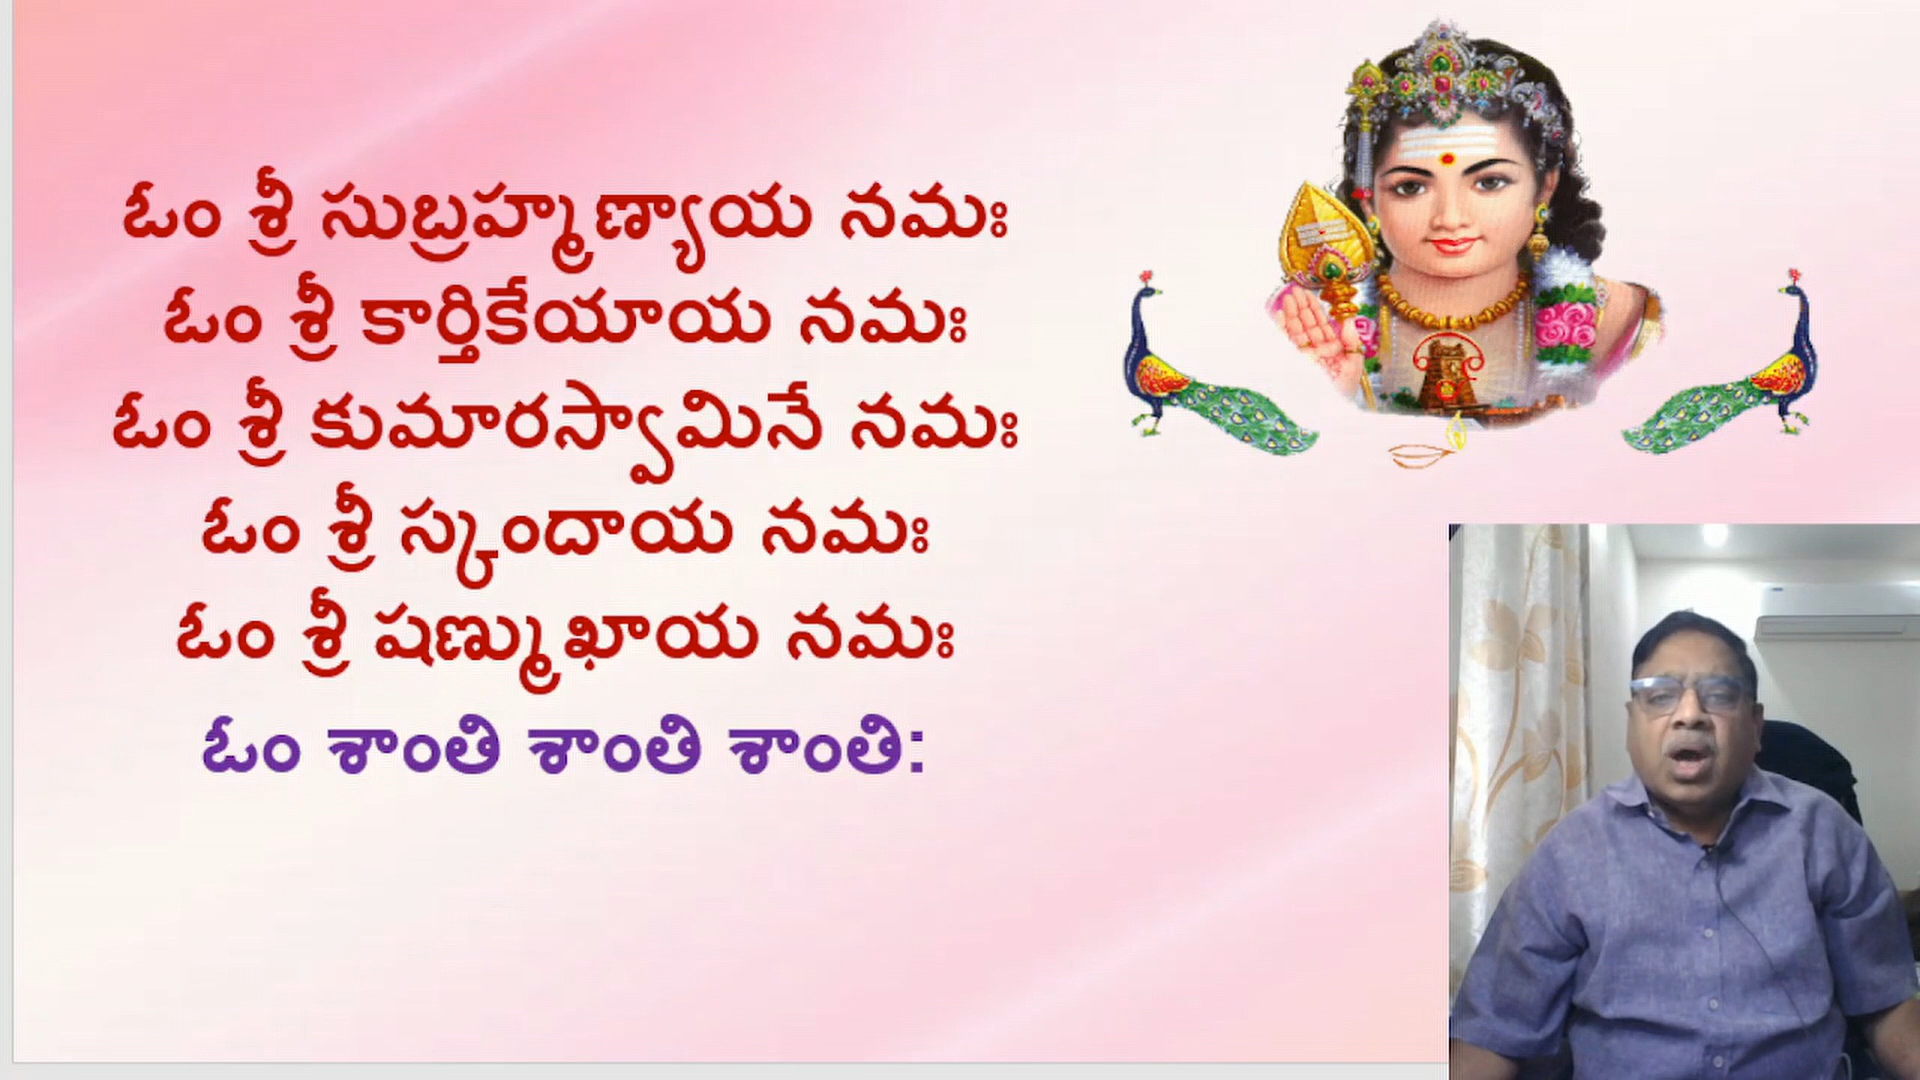 ఓం శ్రీ సుబ్రహ్మణ్యాయ నమః
ఓం శ్రీ కార్తికేయాయ నమః
ఓం శ్రీ కుమారస్వామినే నమః
ఓం శ్రీ స్కందాయ నమః
ఓం శ్రీ షణ్ముఖాయ నమః
ఓం శాంతి శాంతి శాంతి: